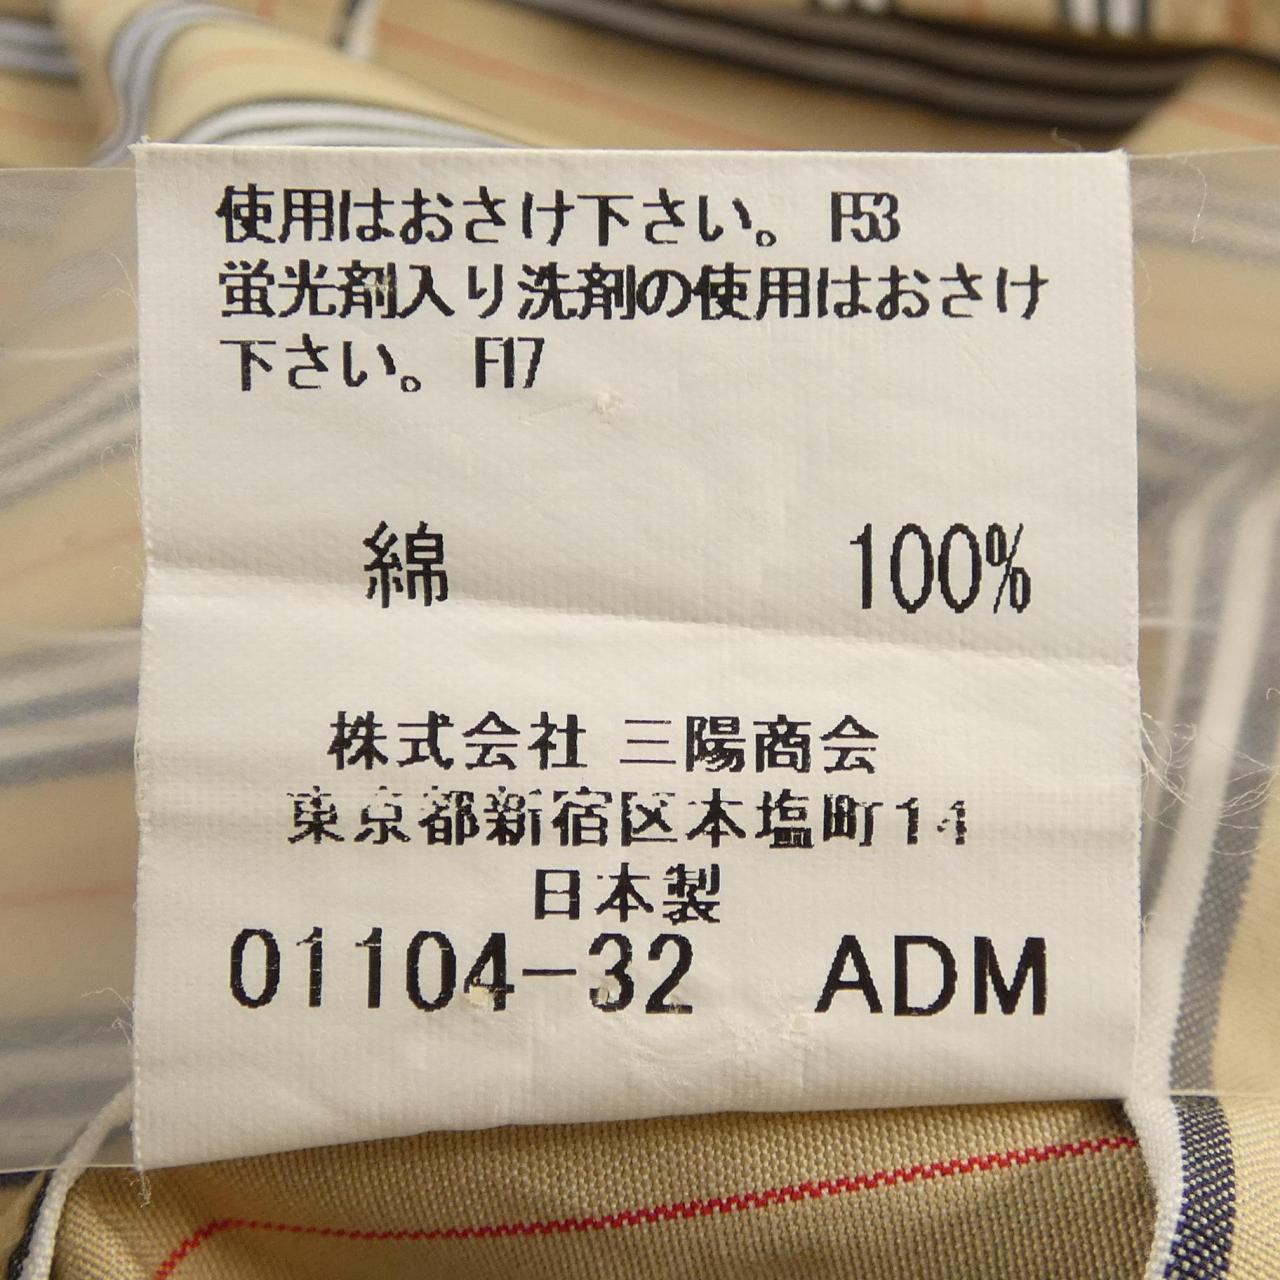 使用はおさけ下さい。 F53
蛍光剤入り洗剤の使用はおさけ
下さい。 F17
綿 100%
株式会社 三陽商会
東京都新宿区本塩町14
日本製
01104-32 ADM